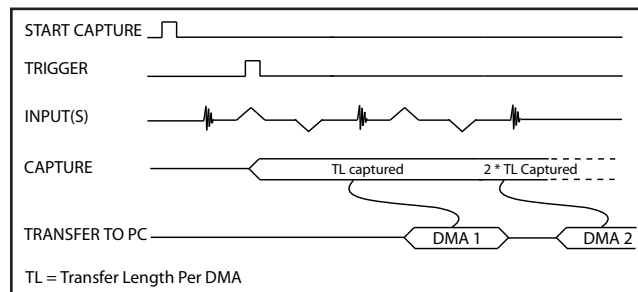 START CAPTURE
TRIGGER
INPUT(S)
CAPTURE
TL captured
2 * TL Captured
TRANSFER TO PC
DMA 1
DMA 2
TL = Transfer Length Per DMA